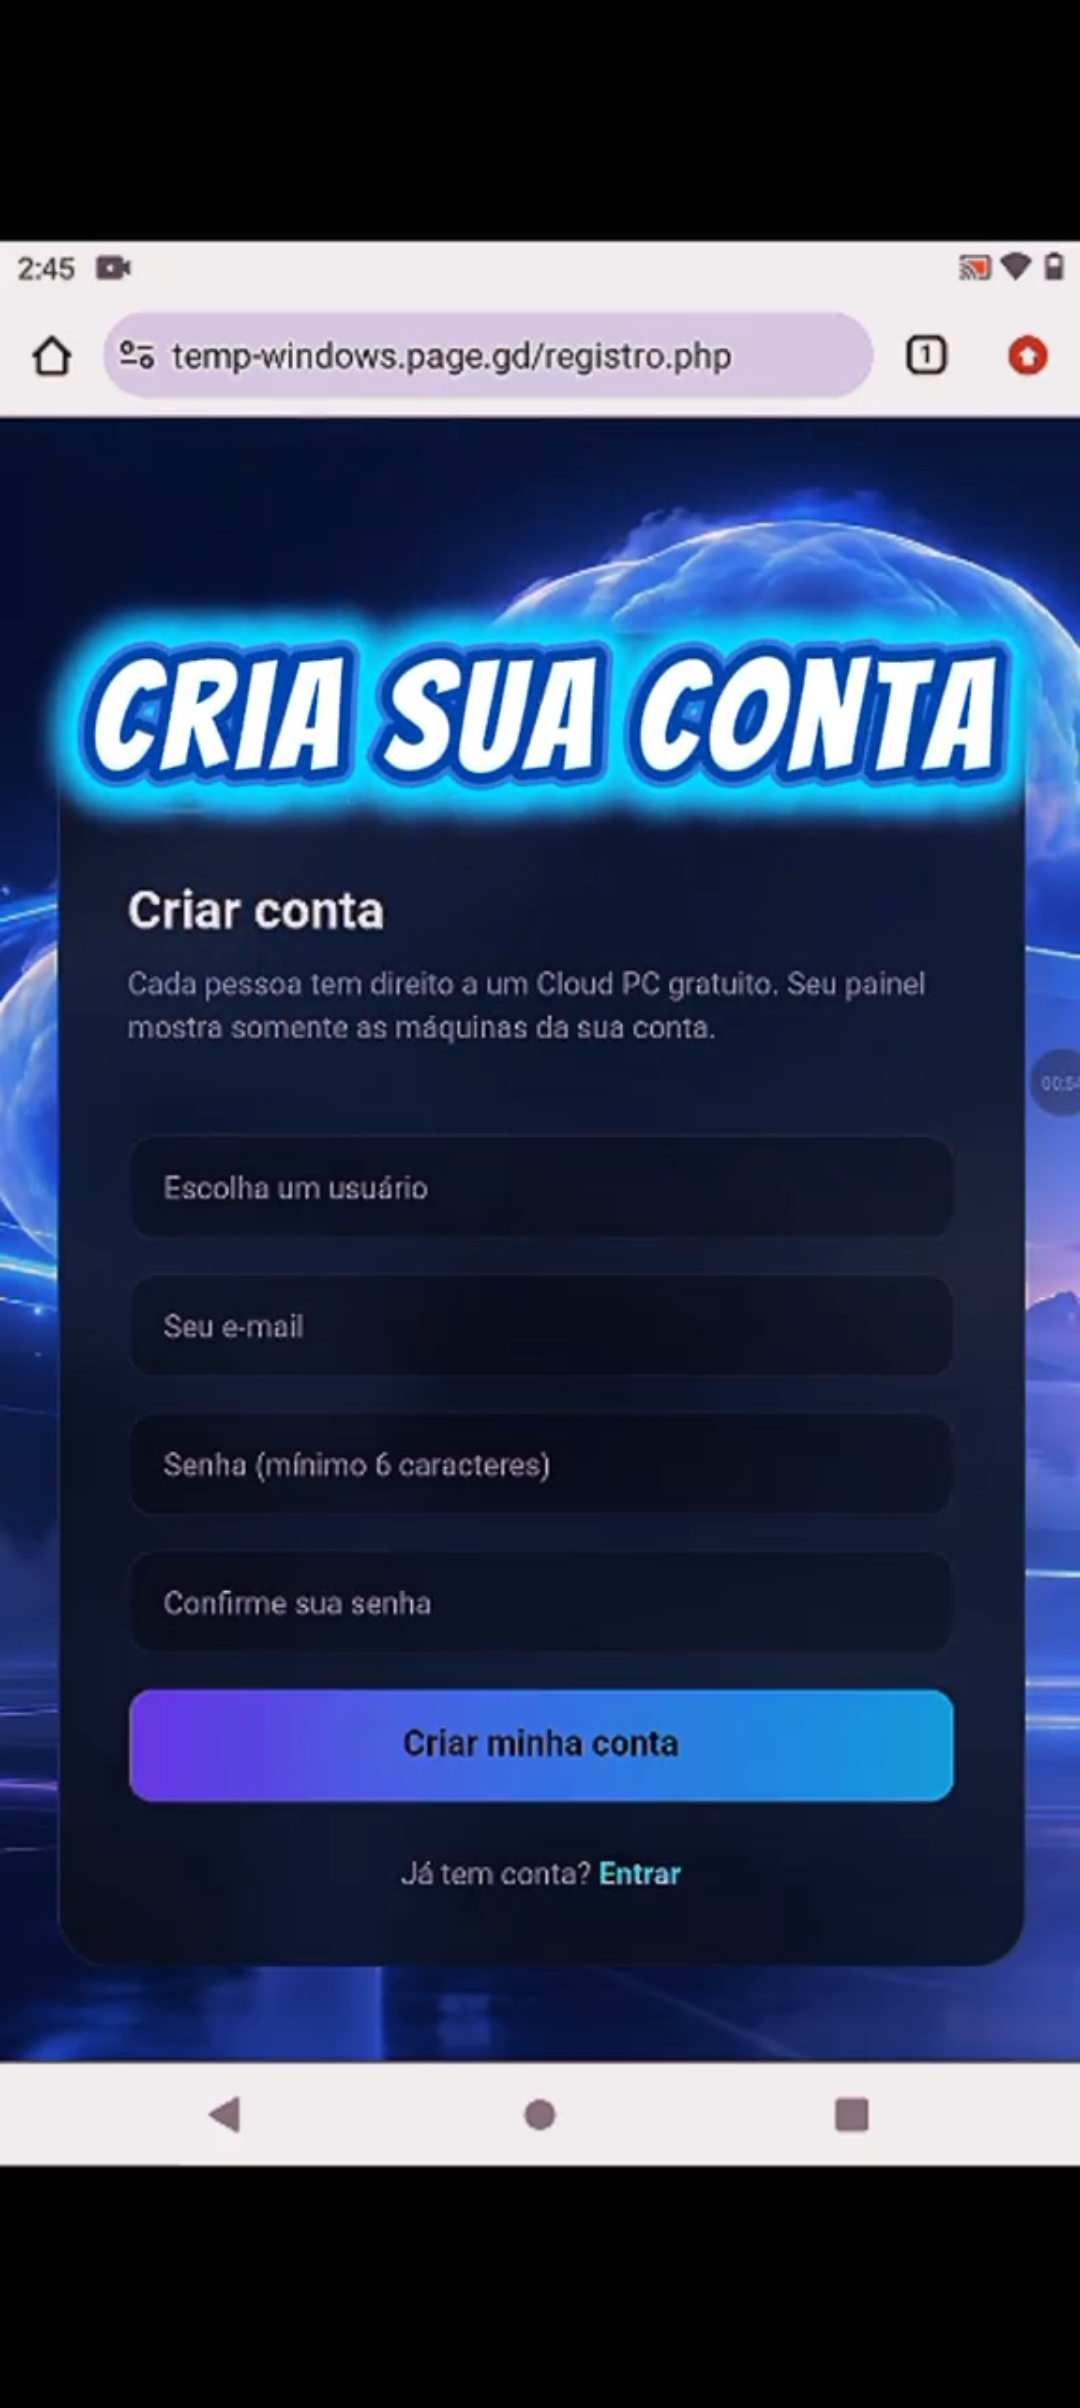 2:45
temp-windows.page.gd/registro.php
1
CRIA SUA CONTA
Criar conta
Cada pessoa tem direito a um Cloud PC gratuito. Seu painel
mostra somente as máquinas da sua conta.
Escolha um usuário
Seu e-mail
Senha (mínimo 6 caracteres)
Confirme sua senha
Criar minha conta
Já tem conta? Entrar